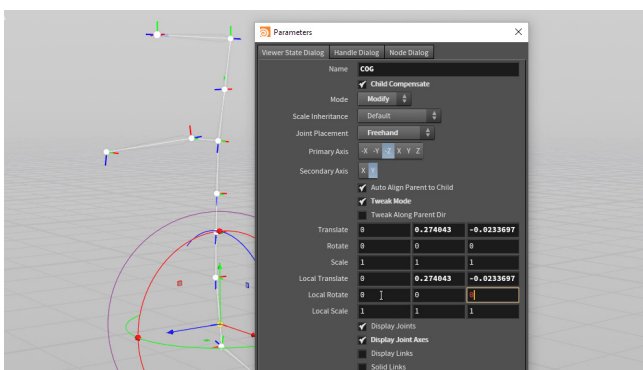 Parameters
Viewer State Dialog Handle Dialog Node Dialog
Name COG
Child Compensate
Mode Modify
Scale Inheritance Default
Joint Placement Freehand
Primary Axis -X -Y -Z X Y Z
Secondary Axis X Y
Auto Align Parent to Child
Tweak Mode
Tweak Along Parent Dir
Translate 0 0.274043 -0.0233697
Rotate 0 0 0
Scale 1 1 1
Local Translate 0 0.274043 -0.0233697
Local Rotate 0 0 0
Local Scale 1 1 1
Display Joints
Display Joint Axes
Display Links
Solid Links